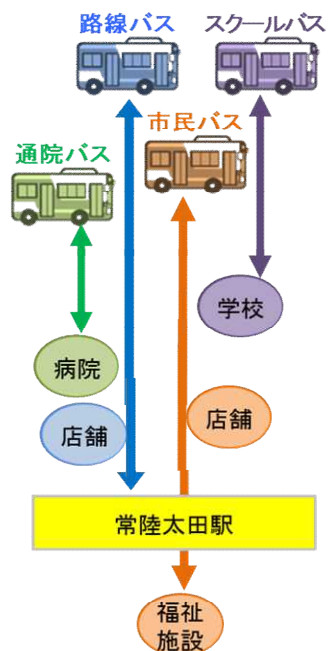 路線バス
スクールバス
市民バス
通院バス
学校
病院
店舗
店舗
常陸太田駅
福祉
施設